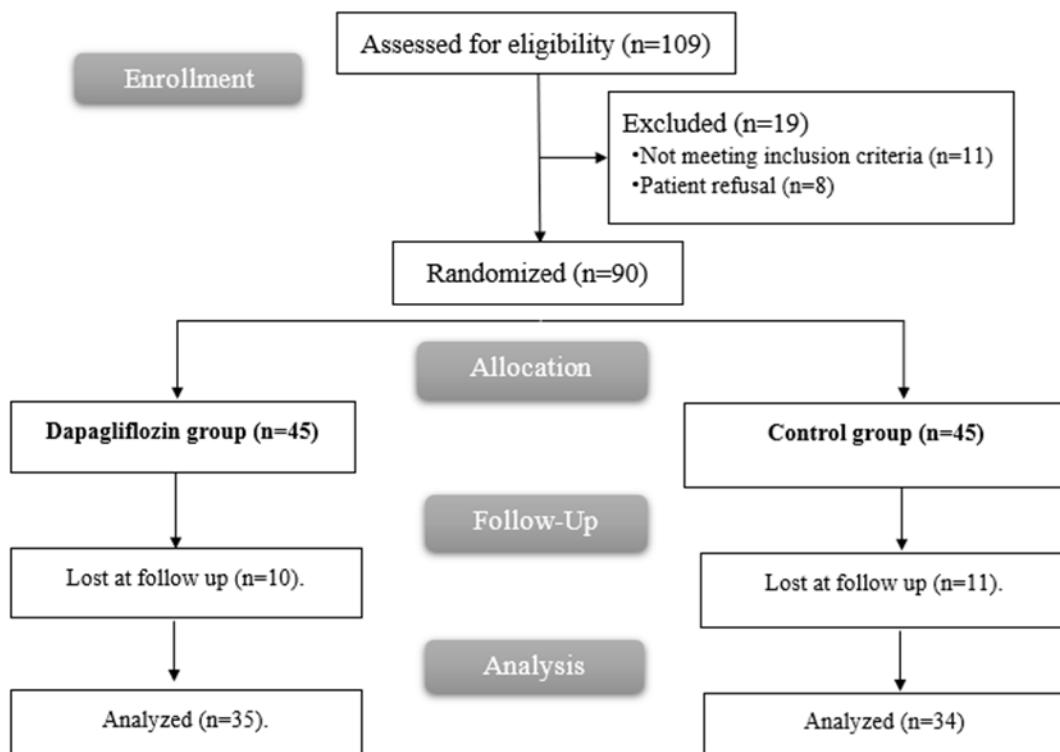 Assessed for eligibility (n=109)
Enrollment
Excluded (n=19)
•Not meeting inclusion criteria (n=11)
•Patient refusal (n=8)
Randomized (n=90)
Allocation
Dapagliflozin group (n=45)
Control group (n=45)
Follow-Up
Lost at follow up (n=10).
Lost at follow up (n=11).
Analysis
Analyzed (n=35).
Analyzed (n=34)